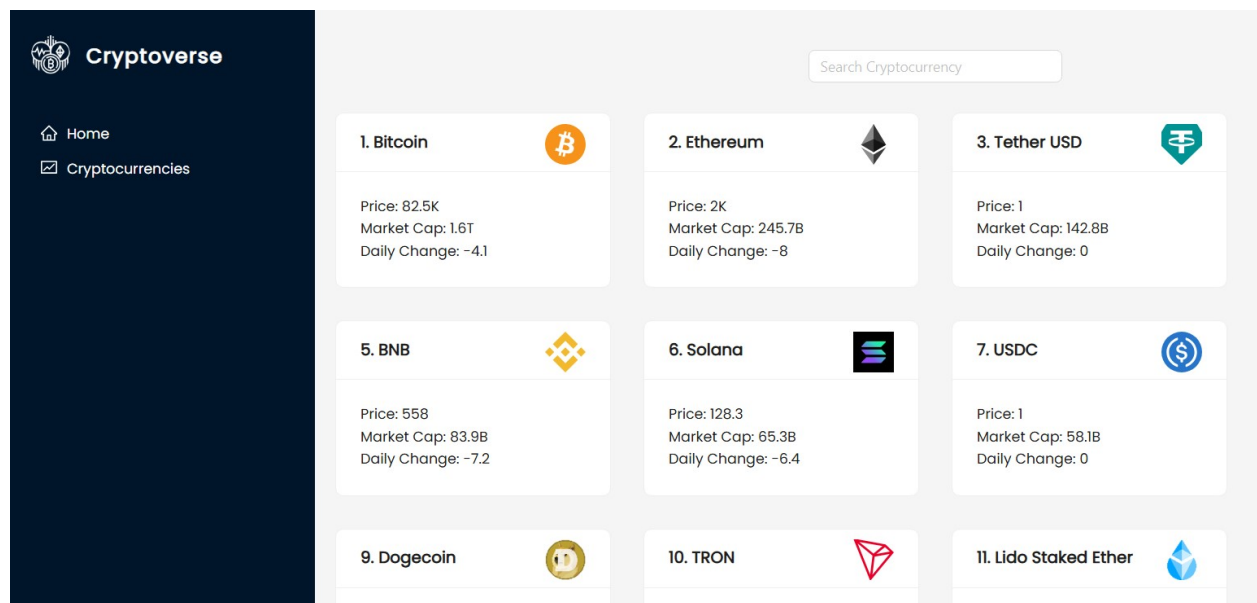 Cryptoverse
Search Cryptocurrency
Home
Cryptocurrencies
1. Bitcoin
Price: 82.5K
Market Cap: 1.6T
Daily Change: -4.1
2. Ethereum
Price: 2K
Market Cap: 245.7B
Daily Change: -8
3. Tether USD
Price: 1
Market Cap: 142.8B
Daily Change: 0
5. BNB
Price: 558
Market Cap: 83.9B
Daily Change: -7.2
6. Solana
Price: 128.3
Market Cap: 65.3B
Daily Change: -6.4
7. USDC
Price: 1
Market Cap: 58.1B
Daily Change: 0
9. Dogecoin
10. TRON
11. Lido Staked Ether